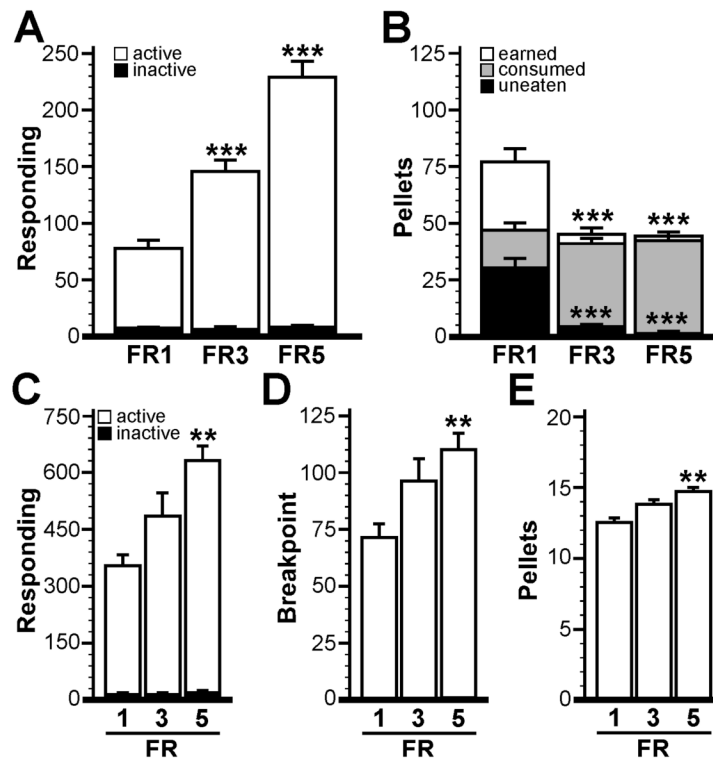 A
Responding
250
200
150
100
50
0
active
inactive
***
***
FR1 FR3 FR5
B
Pellets
125
100
75
50
25
0
earned
consumed
uneaten
*** ***
*** ***
FR1 FR3 FR5
C
Responding
750
600
450
300
150
0
active
inactive
**
1 3 5
FR
D
Breakpoint
125
100
75
50
25
0
**
1 3 5
FR
E
Pellets
20
15
10
5
0
**
1 3 5
FR